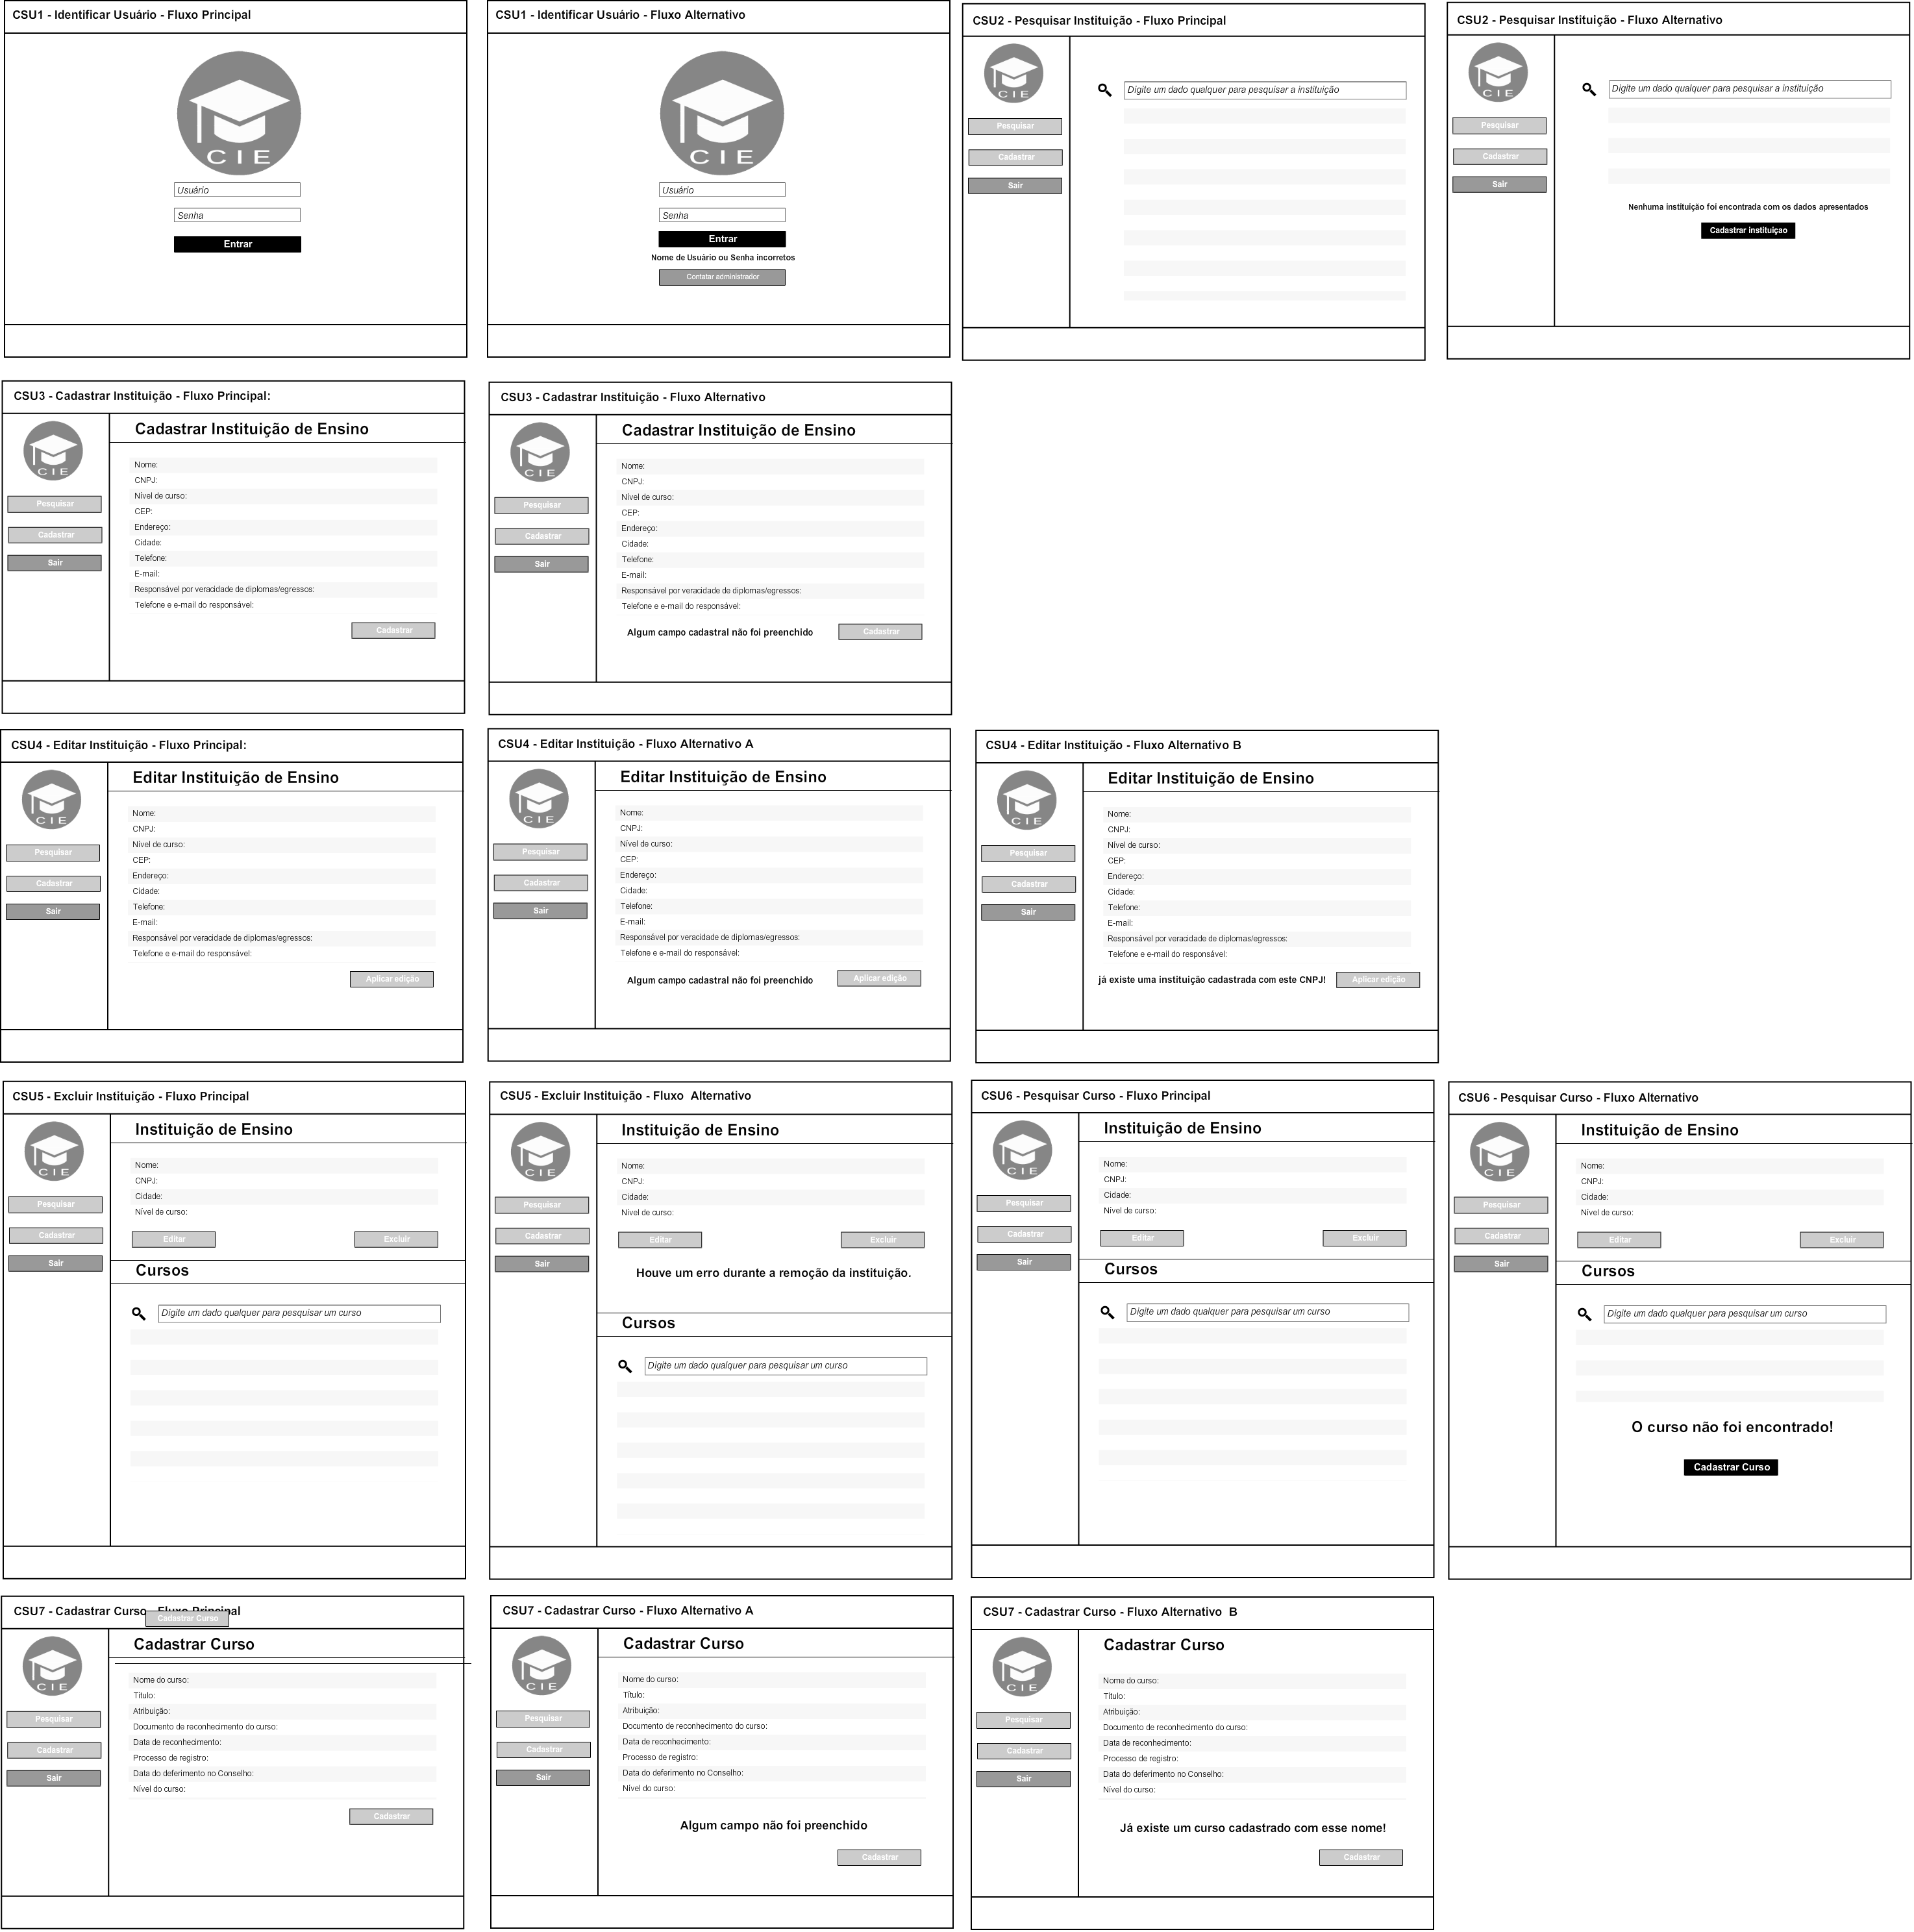 CSU1 - Identificar Usuário - Fluxo Principal
CIE
Usuário
Senha
Entrar
CSU1 - Identificar Usuário - Fluxo Alternativo
CIE
Usuário
Senha
Entrar
Nome de Usuário ou Senha incorretos
Contatar administrador
CSU2 - Pesquisar Instituição - Fluxo Principal
CIE
Pesquisar
Cadastrar
Sair
Digite um dado qualquer para pesquisar a instituição
CSU2 - Pesquisar Instituição - Fluxo Alternativo
CIE
Pesquisar
Cadastrar
Sair
Digite um dado qualquer para pesquisar a instituição
Nenhuma instituição foi encontrada com os dados apresentados
Cadastrar instituiçao
CSU3 - Cadastrar Instituição - Fluxo Principal:
CIE
Pesquisar
Cadastrar
Sair
Cadastrar Instituição de Ensino
Nome:
CNPJ:
Nível de curso:
CEP:
Endereço:
Cidade:
Telefone:
E-mail:
Responsável por veracidade de diplomas/egressos:
Telefone e e-mail do responsável:
Cadastrar
CSU3 - Cadastrar Instituição - Fluxo Alternativo
CIE
Pesquisar
Cadastrar
Sair
Cadastrar Instituição de Ensino
Nome:
CNPJ:
Nível de curso:
CEP:
Endereço:
Cidade:
Telefone:
E-mail:
Responsável por veracidade de diplomas/egressos:
Telefone e e-mail do responsável:
Algum campo cadastral não foi preenchido
Cadastrar
CSU4 - Editar Instituição - Fluxo Principal:
CIE
Pesquisar
Cadastrar
Sair
Editar Instituição de Ensino
Nome:
CNPJ:
Nível de curso:
CEP:
Endereço:
Cidade:
Telefone:
E-mail:
Responsável por veracidade de diplomas/egressos:
Telefone e e-mail do responsável:
Aplicar edição
CSU4 - Editar Instituição - Fluxo Alternativo A
CIE
Pesquisar
Cadastrar
Sair
Editar Instituição de Ensino
Nome:
CNPJ:
Nível de curso:
CEP:
Endereço:
Cidade:
Telefone:
E-mail:
Responsável por veracidade de diplomas/egressos:
Telefone e e-mail do responsável:
Algum campo cadastral não foi preenchido
Aplicar edição
CSU4 - Editar Instituição - Fluxo Alternativo B
CIE
Pesquisar
Cadastrar
Sair
Editar Instituição de Ensino
Nome:
CNPJ:
Nível de curso:
CEP:
Endereço:
Cidade:
Telefone:
E-mail:
Responsável por veracidade de diplomas/egressos:
Telefone e e-mail do responsável:
já existe uma instituição cadastrada com este CNPJ!
Aplicar edição
CSU5 - Excluir Instituição - Fluxo Principal
CIE
Pesquisar
Cadastrar
Sair
Instituição de Ensino
Nome:
CNPJ:
Cidade:
Nível de curso:
Editar
Excluir
Cursos
Digite um dado qualquer para pesquisar um curso
CSU5 - Excluir Instituição - Fluxo  Alternativo
CIE
Pesquisar
Cadastrar
Sair
Instituição de Ensino
Nome:
CNPJ:
Cidade:
Nível de curso:
Editar
Excluir
Houve um erro durante a remoção da instituição.
Cursos
Digite um dado qualquer para pesquisar um curso
CSU6 - Pesquisar Curso - Fluxo Principal
CIE
Pesquisar
Cadastrar
Sair
Instituição de Ensino
Nome:
CNPJ:
Cidade:
Nível de curso:
Editar
Excluir
Cursos
Digite um dado qualquer para pesquisar um curso
CSU6 - Pesquisar Curso - Fluxo Alternativo
CIE
Pesquisar
Cadastrar
Sair
Instituição de Ensino
Nome:
CNPJ:
Cidade:
Nível de curso:
Editar
Excluir
Cursos
Digite um dado qualquer para pesquisar um curso
O curso não foi encontrado!
Cadastrar Curso
CSU7 - Cadastrar Curso - Fluxo Principal
Cadastrar Curso
CIE
Pesquisar
Cadastrar
Sair
Cadastrar Curso
Nome do curso:
Título:
Atribuição:
Documento de reconhecimento do curso:
Data de reconhecimento:
Processo de registro:
Data do deferimento no Conselho:
Nível do curso:
Cadastrar
CSU7 - Cadastrar Curso - Fluxo Alternativo A
CIE
Pesquisar
Cadastrar
Sair
Cadastrar Curso
Nome do curso:
Título:
Atribuição:
Documento de reconhecimento do curso:
Data de reconhecimento:
Processo de registro:
Data do deferimento no Conselho:
Nível do curso:
Algum campo não foi preenchido
Cadastrar
CSU7 - Cadastrar Curso - Fluxo Alternativo  B
CIE
Pesquisar
Cadastrar
Sair
Cadastrar Curso
Nome do curso:
Título:
Atribuição:
Documento de reconhecimento do curso:
Data de reconhecimento:
Processo de registro:
Data do deferimento no Conselho:
Nível do curso:
Já existe um curso cadastrado com esse nome!
Cadastrar